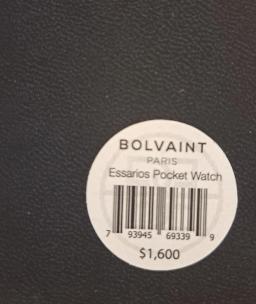 BOLVAINT
PARIS
Essarios Pocket Watch
7 93945 69339 9
$1,600